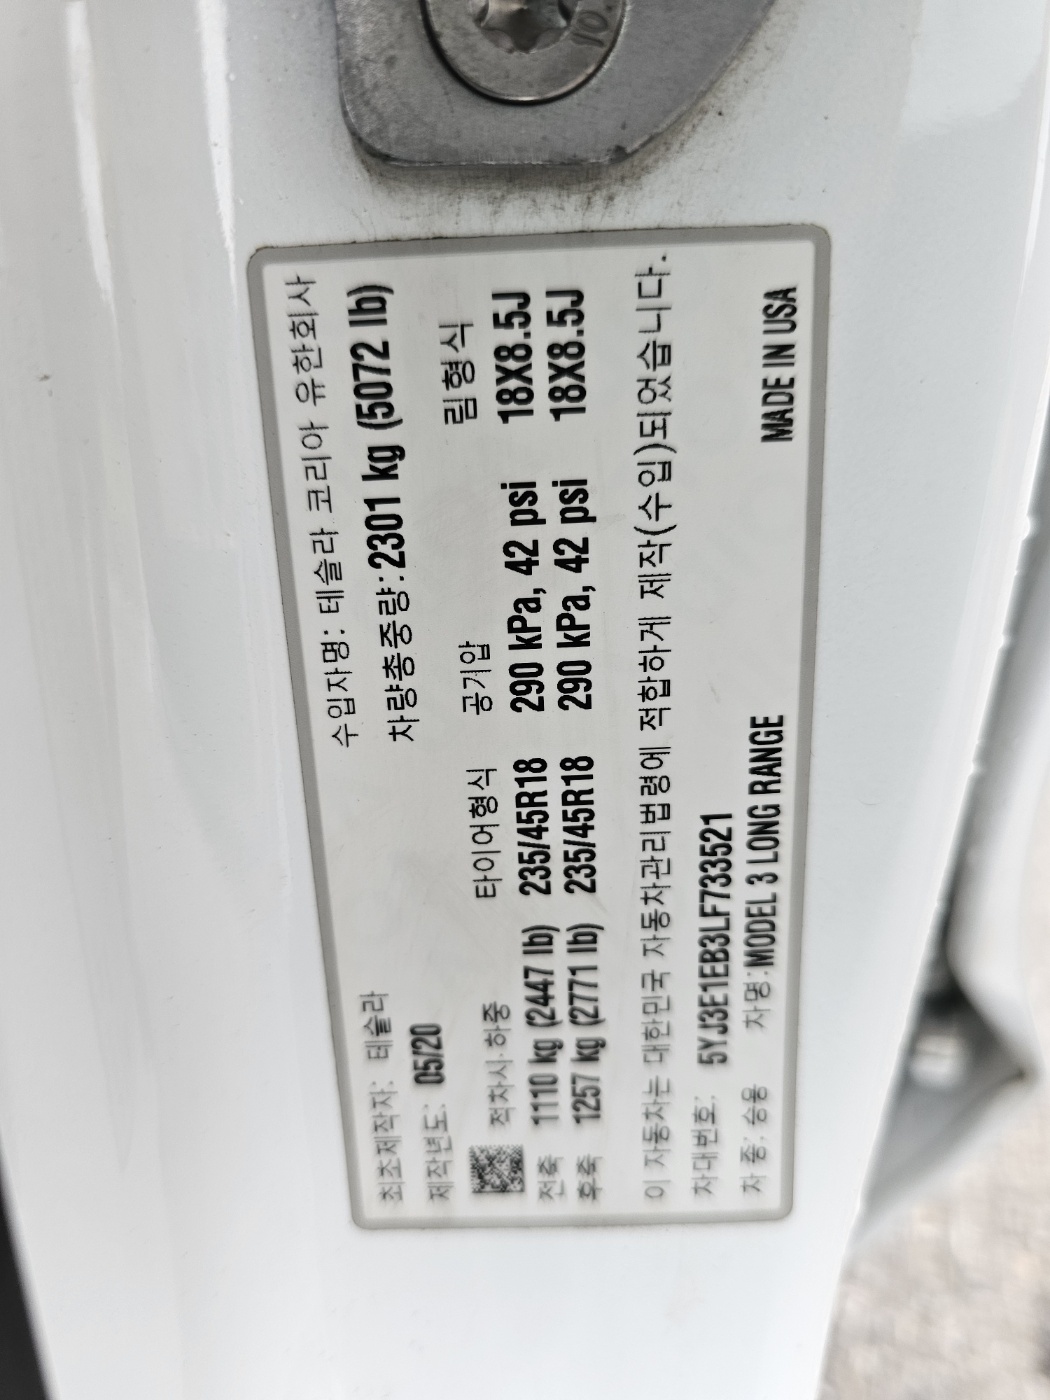 최초제작자: 테슬라 수입자명: 테슬라 코리아 유한회사
제작년도: 05/20 차량총중량: 2301 kg (5072 lb)
적차시 하중 타이어형식 공기압 림형식
전축 1110 kg (2447 lb) 235/45R18 290 kPa, 42 psi 18X8.5J
후축 1257 kg (2771 lb) 235/45R18 290 kPa, 42 psi 18X8.5J
이 자동차는 대한민국 자동차관리법령에 적합하게 제작(수입)되었습니다.
차대번호: 5YJ3E1EB3LF733521
차 종: 승용 차명: MODEL 3 LONG RANGE MADE IN USA